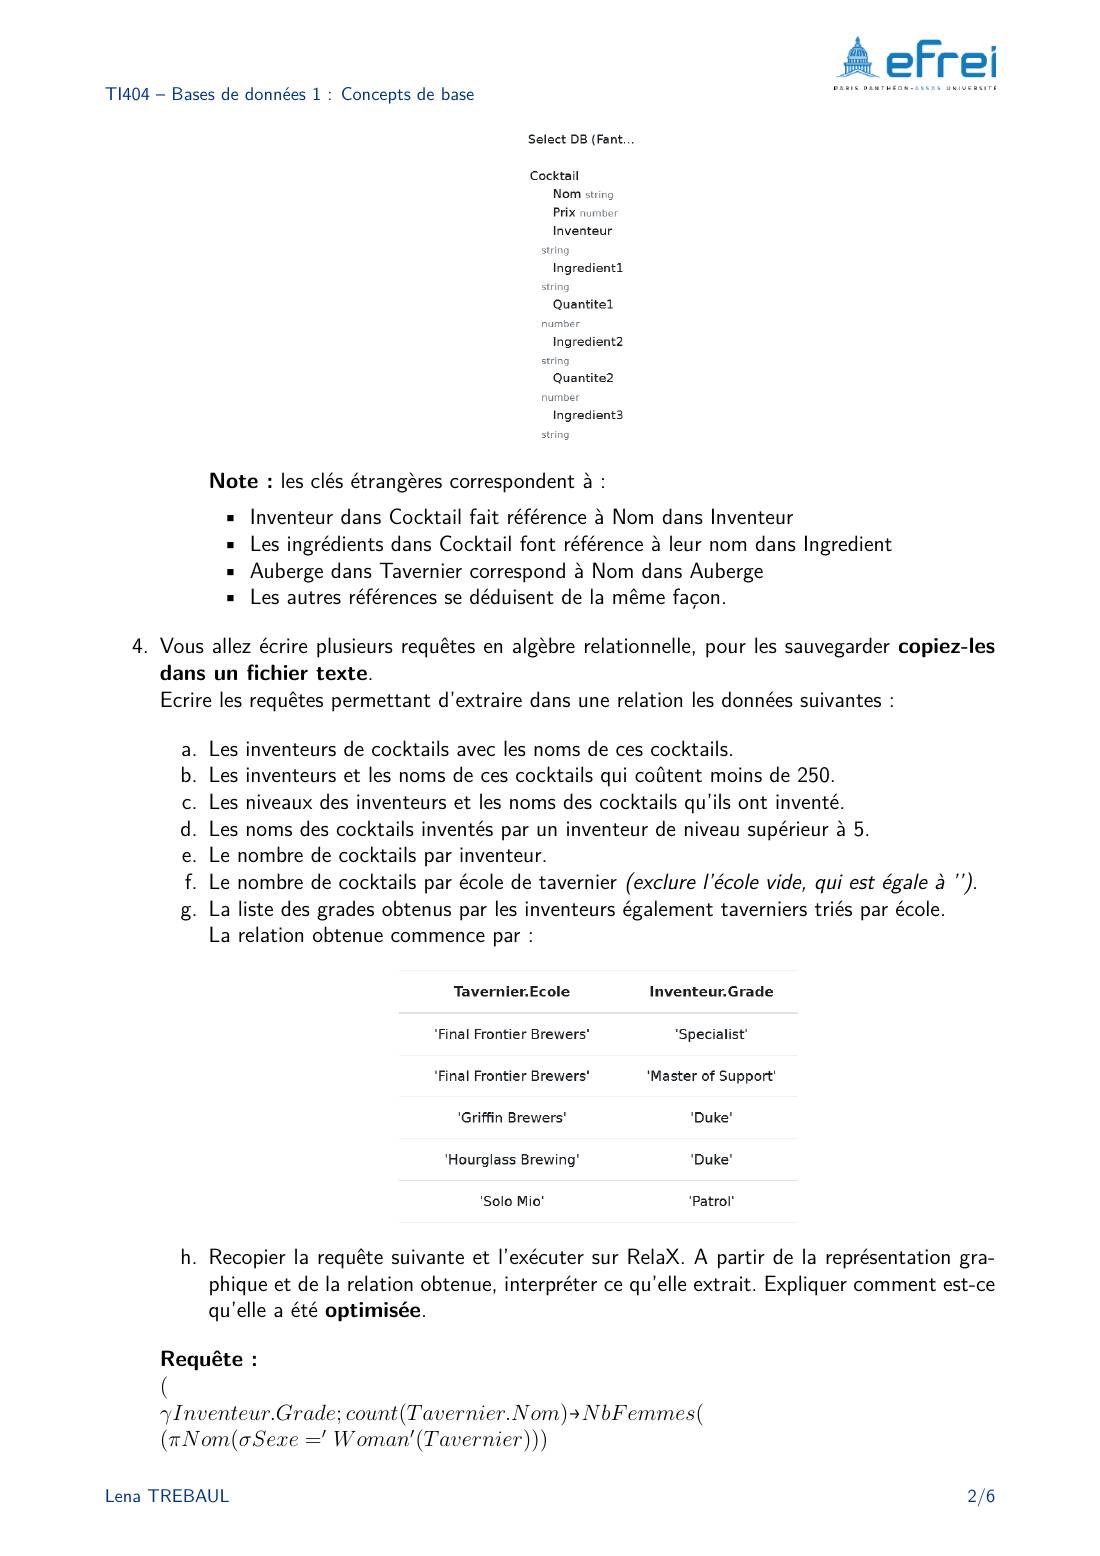 efrei
PARIS PANTHÉON-ASSAS UNIVERSITÉ
TI404 – Bases de données 1 : Concepts de base
Select DB (Fant...
Cocktail
Nom string
Prix number
Inventeur
string
Ingredient1
string
Quantite1
number
Ingredient2
string
Quantite2
number
Ingredient3
string
Note : les clés étrangères correspondent à :
▪ Inventeur dans Cocktail fait référence à Nom dans Inventeur
▪ Les ingrédients dans Cocktail font référence à leur nom dans Ingredient
▪ Auberge dans Tavernier correspond à Nom dans Auberge
▪ Les autres références se déduisent de la même façon.
4. Vous allez écrire plusieurs requêtes en algèbre relationnelle, pour les sauvegarder copiez-les
dans un fichier texte.
Ecrire les requêtes permettant d'extraire dans une relation les données suivantes :
a. Les inventeurs de cocktails avec les noms de ces cocktails.
b. Les inventeurs et les noms de ces cocktails qui coûtent moins de 250.
c. Les niveaux des inventeurs et les noms des cocktails qu'ils ont inventé.
d. Les noms des cocktails inventés par un inventeur de niveau supérieur à 5.
e. Le nombre de cocktails par inventeur.
f. Le nombre de cocktails par école de tavernier (exclure l'école vide, qui est égale à '').
g. La liste des grades obtenus par les inventeurs également taverniers triés par école.
La relation obtenue commence par :
Tavernier.Ecole Inventeur.Grade
'Final Frontier Brewers' 'Specialist'
'Final Frontier Brewers' 'Master of Support'
'Griffin Brewers' 'Duke'
'Hourglass Brewing' 'Duke'
'Solo Mio' 'Patrol'
h. Recopier la requête suivante et l'exécuter sur RelaX. A partir de la représentation gra-
phique et de la relation obtenue, interpréter ce qu'elle extrait. Expliquer comment est-ce
qu'elle a été optimisée.
Requête :
(
γInventeur.Grade; count(Tavernier.Nom)→NbFemmes(
(πNom(σSexe =′ Woman′(Tavernier)))
Lena TREBAUL 2/6